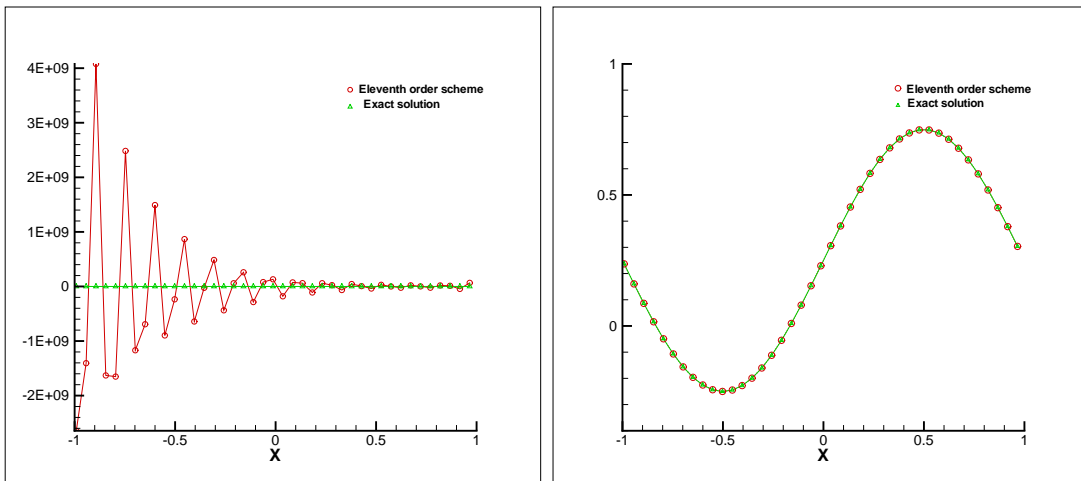 4E+09
3E+09
2E+09
1E+09
0
-1E+09
-2E+09
-1
-0.5
0
0.5
1
X
Eleventh order scheme
Exact solution
1
0.5
0
-1
-0.5
0
0.5
1
X
Eleventh order scheme
Exact solution